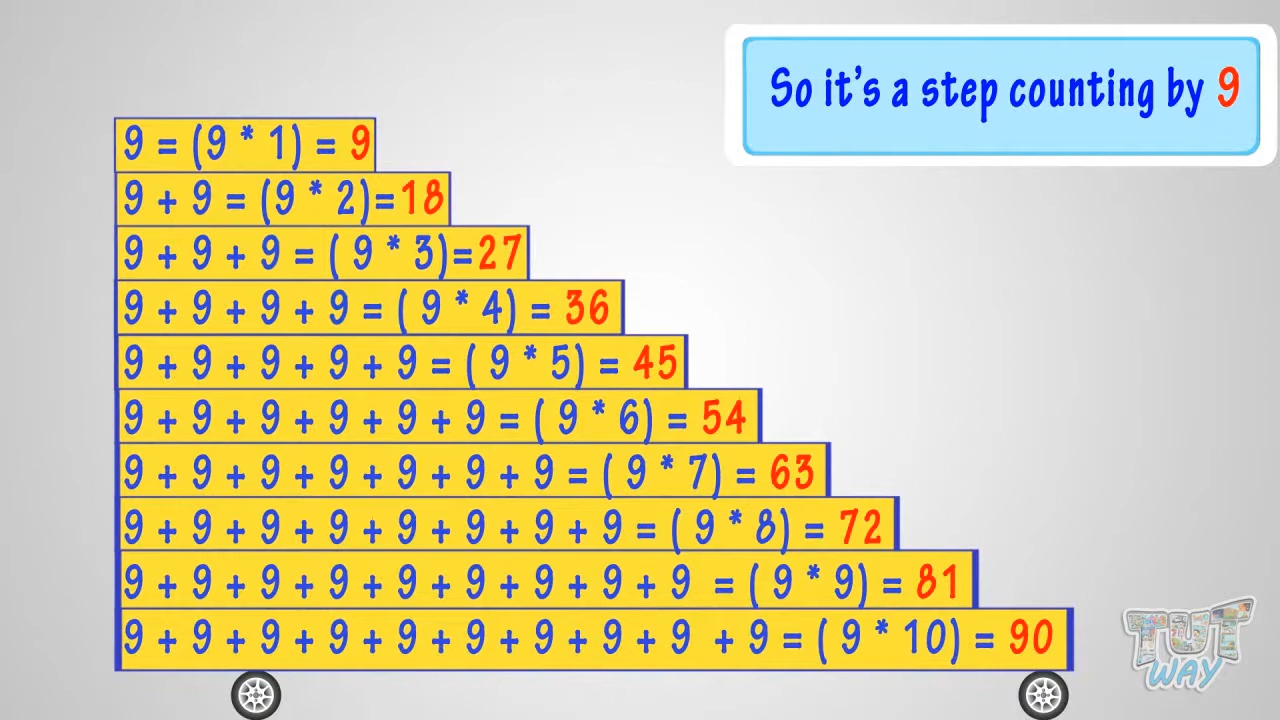 So it's a step counting by 9
9 = (9 * 1) = 9
9 + 9 = (9 * 2)=18
9 + 9 + 9 = ( 9 * 3)=27
9 + 9 + 9 + 9 = ( 9 * 4) = 36
9 + 9 + 9 + 9 + 9 = ( 9 * 5) = 45
9 + 9 + 9 + 9 + 9 + 9 = ( 9 * 6) = 54
9 + 9 + 9 + 9 + 9 + 9 + 9 = ( 9 * 7) = 63
9 + 9 + 9 + 9 + 9 + 9 + 9 + 9 = ( 9 * 8) = 72
9 + 9 + 9 + 9 + 9 + 9 + 9 + 9 + 9 = ( 9 * 9) = 81
9 + 9 + 9 + 9 + 9 + 9 + 9 + 9 + 9 + 9 = ( 9 * 10) = 90
TUT
WAY